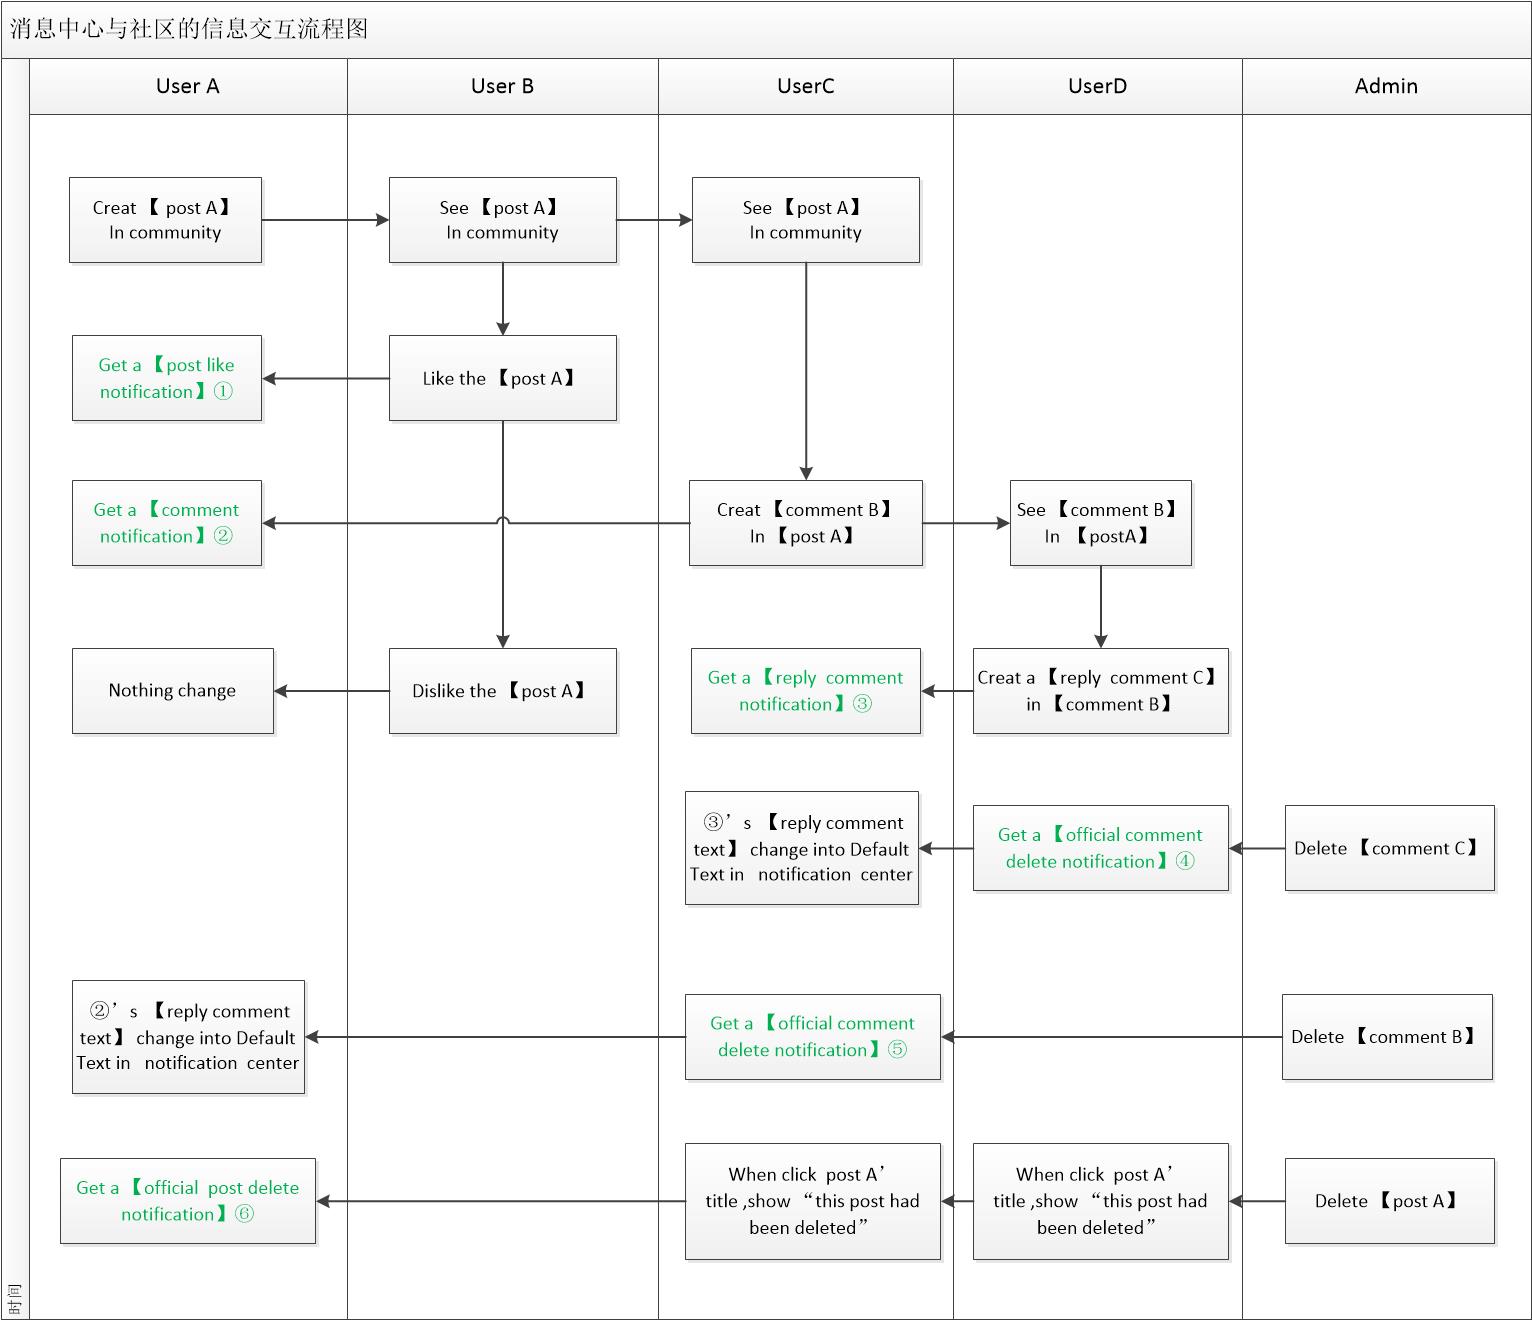 消息中心与社区的信息交互流程图
User A
User B
UserC
UserD
Admin
Creat【 post A】
In community
See【post A】
In community
See【post A】
In community
Get a【post like
notification】①
Like the【post A】
Get a【comment
notification】②
Creat【comment B】
In【post A】
See【comment B】
In 【postA】
Nothing change
Dislike the【post A】
Get a【reply comment
notification】③
Creat a【reply comment C】
in【comment B】
③’s 【reply comment
text】 change into Default
Text in notification center
Get a【official comment
delete notification】④
Delete【comment C】
②’s 【reply comment
text】 change into Default
Text in notification center
Get a【official comment
delete notification】⑤
Delete【comment B】
Get a【official post delete
notification】⑥
When click post A’
title ,show “this post had
been deleted”
When click post A’
title ,show “this post had
been deleted”
Delete【post A】
时间